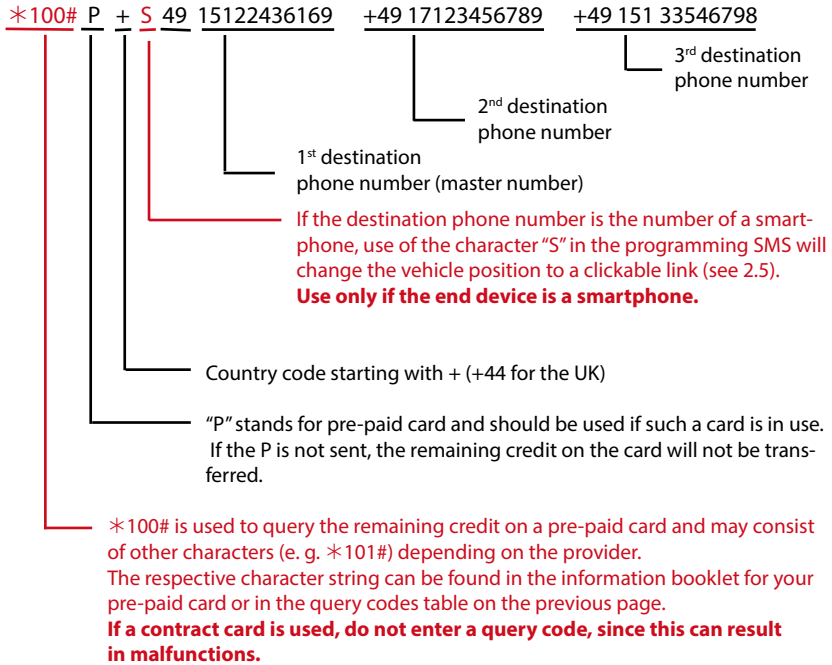 ✳100# P + S 49 15122436169 +49 17123456789 +49 151 33546798
3rd destination
phone number
2nd destination
phone number
1st destination
phone number (master number)
If the destination phone number is the number of a smart-
phone, use of the character “S” in the programming SMS will
change the vehicle position to a clickable link (see 2.5).
Use only if the end device is a smartphone.
Country code starting with + (+44 for the UK)
“P” stands for pre-paid card and should be used if such a card is in use.
If the P is not sent, the remaining credit on the card will not be trans-
ferred.
✳100# is used to query the remaining credit on a pre-paid card and may consist
of other characters (e. g. ✳101#) depending on the provider.
The respective character string can be found in the information booklet for your
pre-paid card or in the query codes table on the previous page.
If a contract card is used, do not enter a query code, since this can result
in malfunctions.